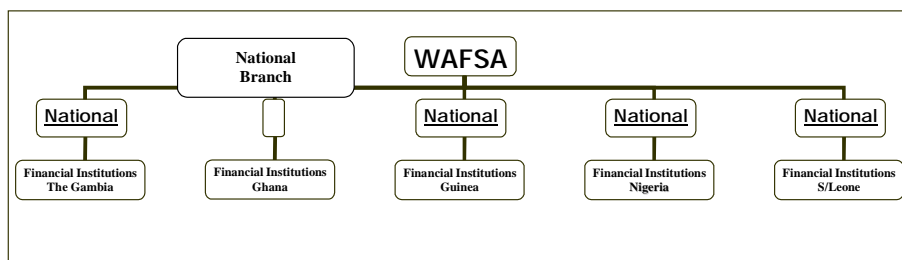 National
Branch
WAFSA
National
National
National
National
Financial Institutions
The Gambia
Financial Institutions
Ghana
Financial Institutions
Guinea
Financial Institutions
Nigeria
Financial Institutions
S/Leone